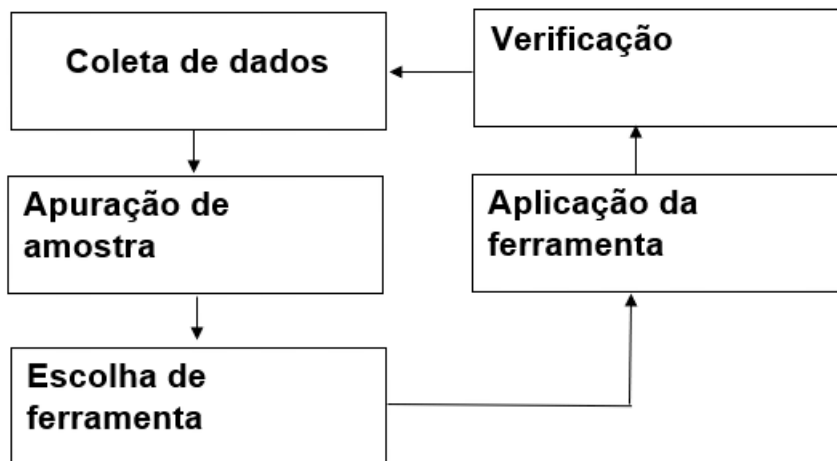 Coleta de dados
Verificação
Apuração de
amostra
Aplicação da
ferramenta
Escolha de
ferramenta